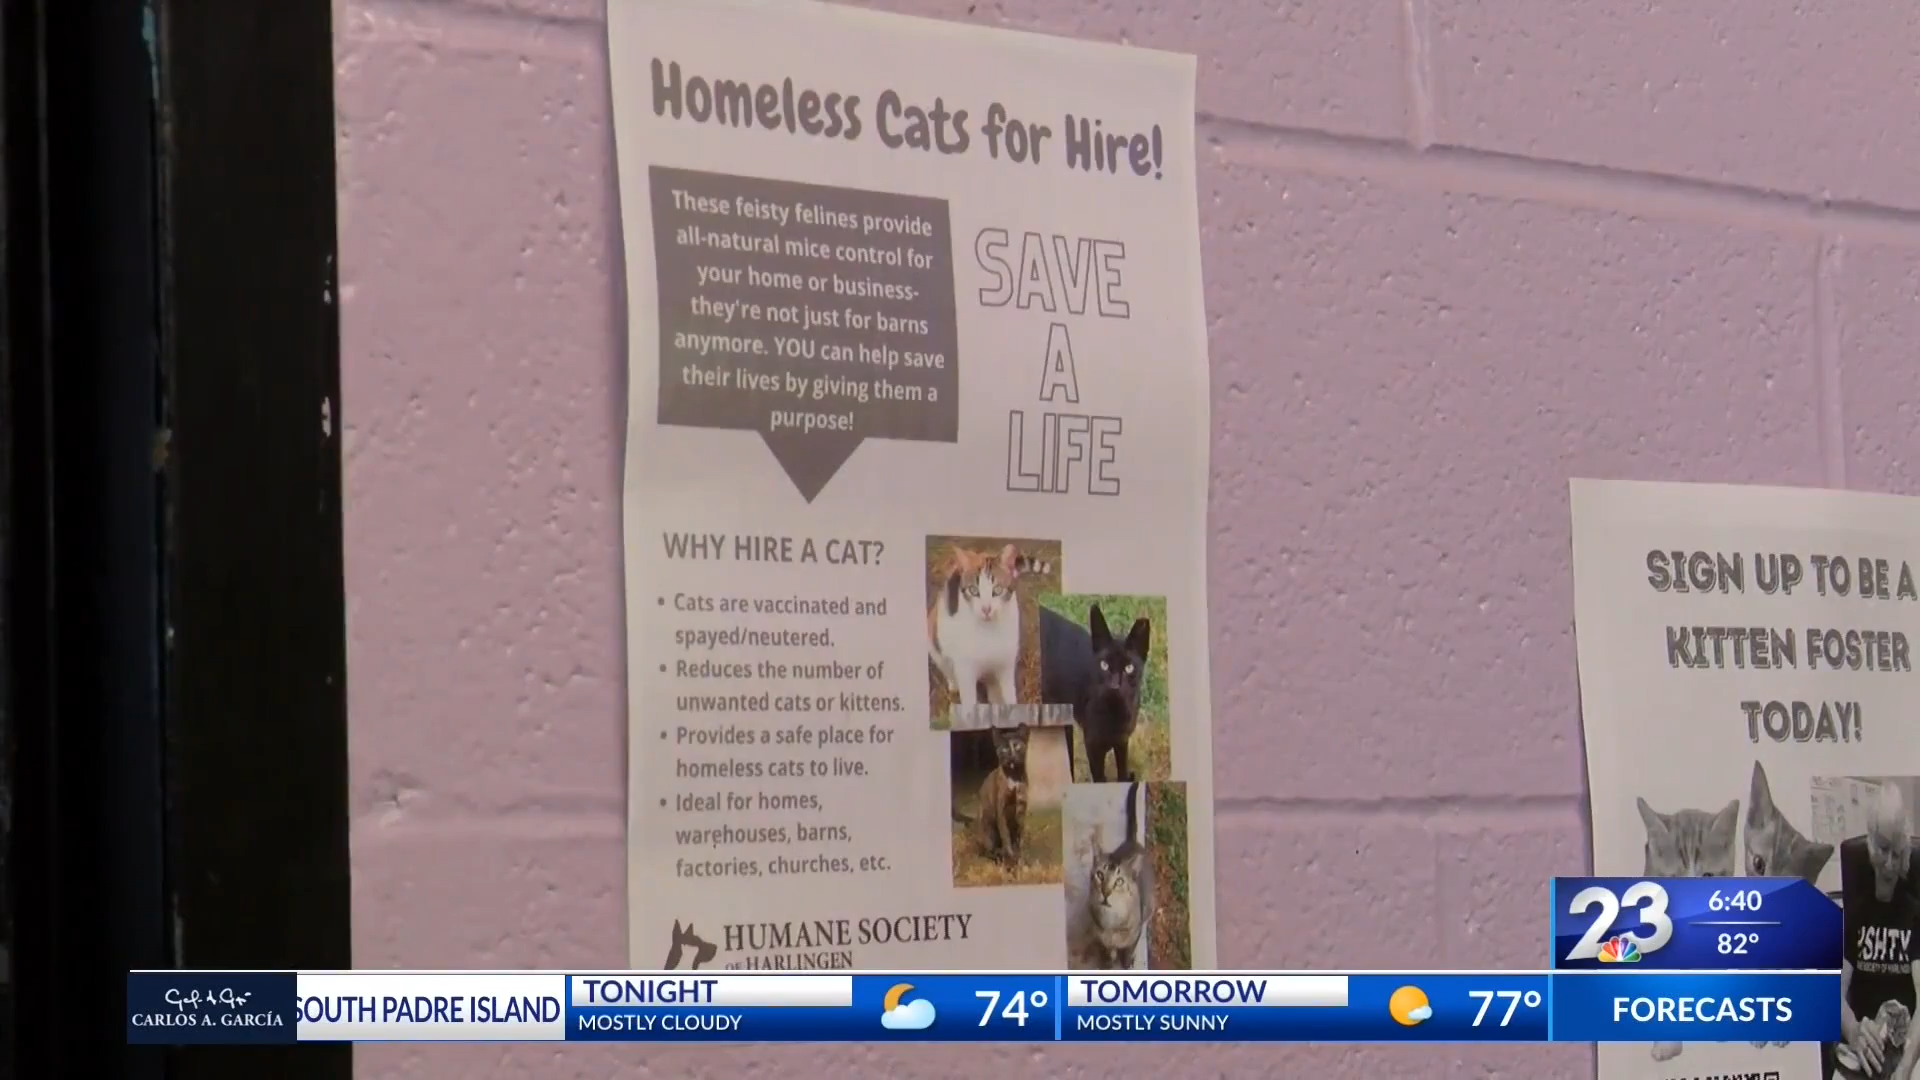 Homeless Cats for Hire!
These feisty felines provide
all-natural mice control for
your home or business-
they're not just for barns
anymore. YOU can help save
their lives by giving them a
purpose!
SAVE
A
LIFE
WHY HIRE A CAT?
• Cats are vaccinated and
spayed/neutered.
• Reduces the number of
unwanted cats or kittens.
• Provides a safe place for
homeless cats to live.
• Ideal for homes,
warehouses, barns,
factories, churches, etc.
HUMANE SOCIETY
OF HARLINGEN
SIGN UP TO BE A
KITTEN FOSTER
TODAY!
23
6:40
82°
CARLOS A. GARCÍA
SOUTH PADRE ISLAND
TONIGHT
MOSTLY CLOUDY
74°
TOMORROW
MOSTLY SUNNY
77°
FORECASTS